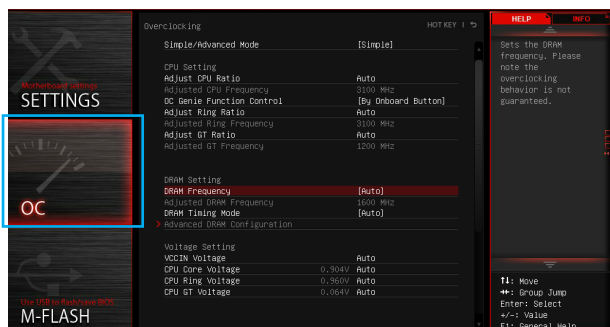 Overclocking
HOT KEY | ↶
HELP
INFO
Motherboard settings
SETTINGS
OC
Use USB to flash/save BIOS
M-FLASH
Simple/Advanced Mode [Simple]
CPU Setting
Adjust CPU Ratio Auto
Adjusted CPU Frequency 3100 MHz
OC Genie Function Control [By Onboard Button]
Adjust Ring Ratio Auto
Adjusted Ring Frequency 3100 MHz
Adjust GT Ratio Auto
Adjusted GT Frequency 1200 MHz
DRAM Setting
DRAM Frequency [Auto]
Adjusted DRAM Frequency 1600 MHz
DRAM Timing Mode [Auto]
> Advanced DRAM Configuration
Voltage Setting
VCCIN Voltage Auto
CPU Core Voltage 0.904V Auto
CPU Ring Voltage 0.960V Auto
CPU GT Voltage 0.064V Auto
Sets the DRAM
frequency. Please
note the
overclocking
behavior is not
guaranteed.
↑↓: Move
: Group Jump
Enter: Select
+/-: Value
F1: General Help